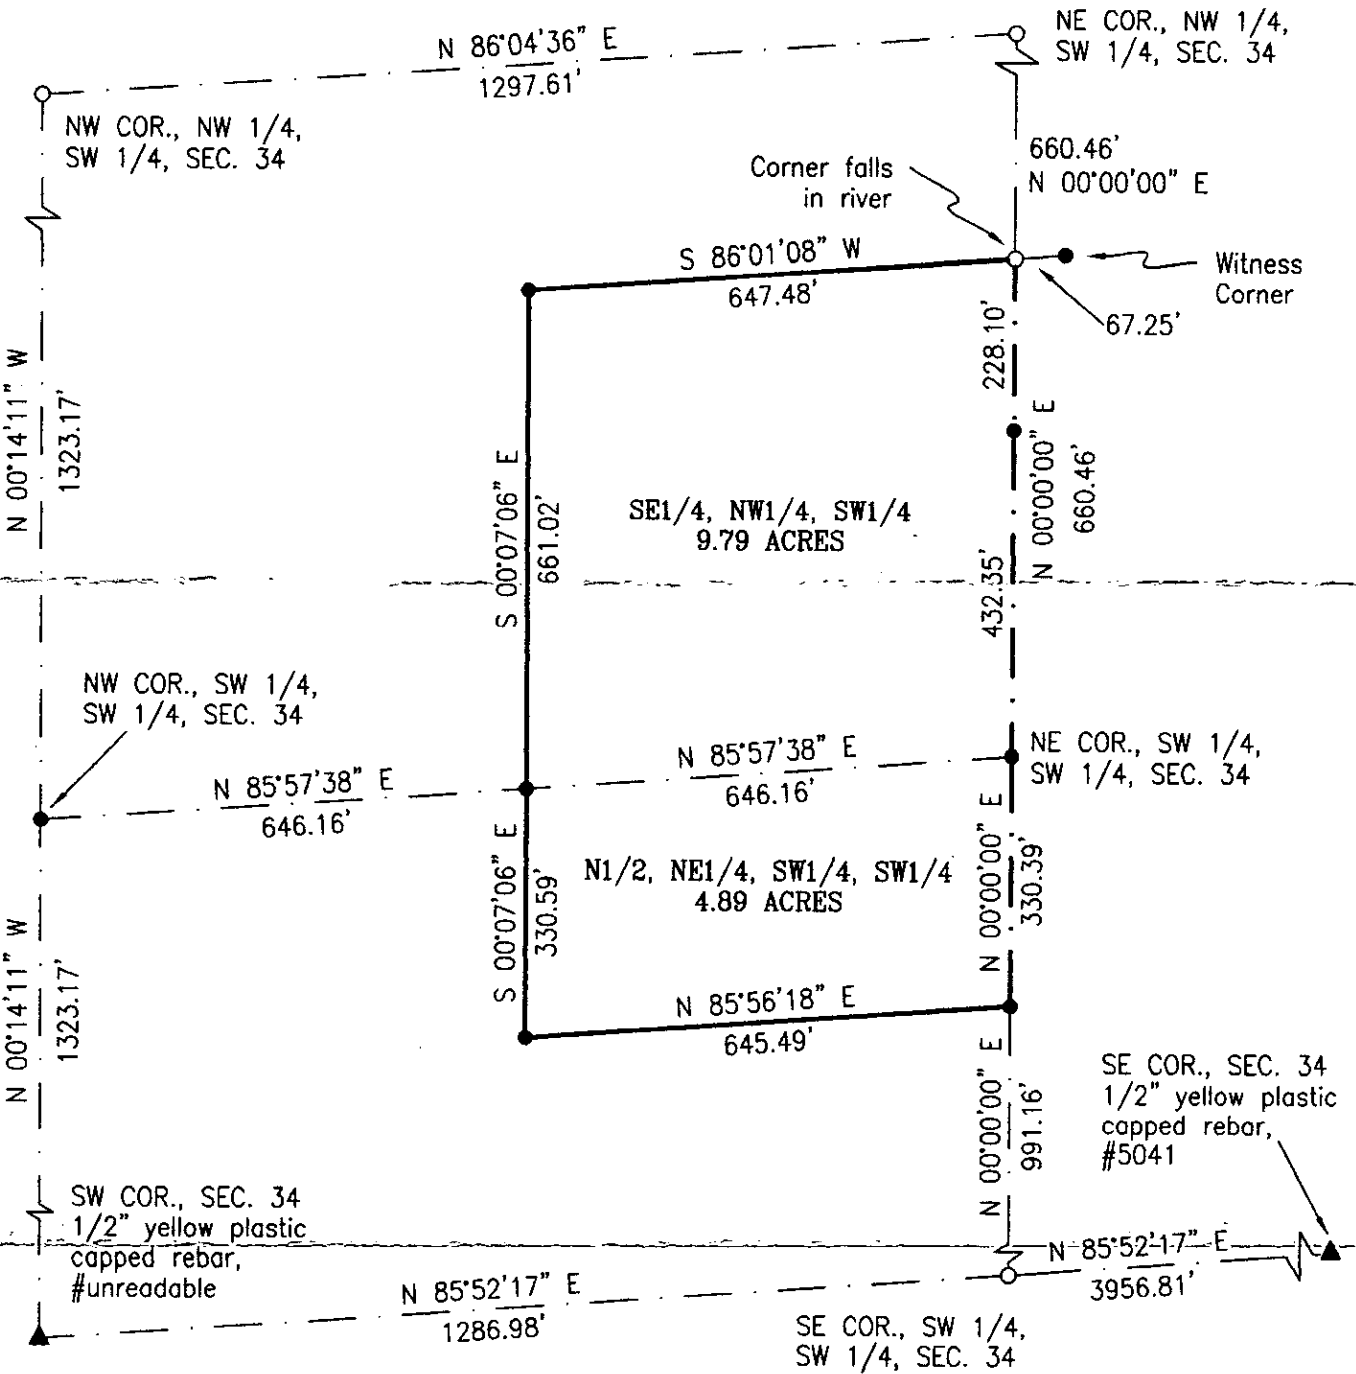 N 86°04'36" E
1297.61'
NE COR., NW 1/4,
SW 1/4, SEC. 34
NW COR., NW 1/4,
SW 1/4, SEC. 34
660.46'
N 00°00'00" E
Corner falls
in river
S 86°01'08" W
647.48'
Witness
Corner
67.25'
228.10'
N 00°14'11" W
1323.17'
N 00°00'00" E
660.46'
S 00°07'06" E
661.02'
SE1/4, NW1/4, SW1/4
9.79 ACRES
432.35'
NW COR., SW 1/4,
SW 1/4, SEC. 34
N 85°57'38" E
646.16'
N 85°57'38" E
646.16'
NE COR., SW 1/4,
SW 1/4, SEC. 34
S 00°07'06" E
330.59'
N1/2, NE1/4, SW1/4, SW1/4
4.89 ACRES
N 00°00'00" E
330.39'
N 00°14'11" W
1323.17'
N 85°56'18" E
645.49'
N 00°00'00" E
991.16'
SE COR., SEC. 34
1/2" yellow plastic
capped rebar,
#5041
SW COR., SEC. 34
1/2" yellow plastic
capped rebar,
#unreadable
N 85°52'17" E
1286.98'
N 85°52'17" E
3956.81'
SE COR., SW 1/4,
SW 1/4, SEC. 34